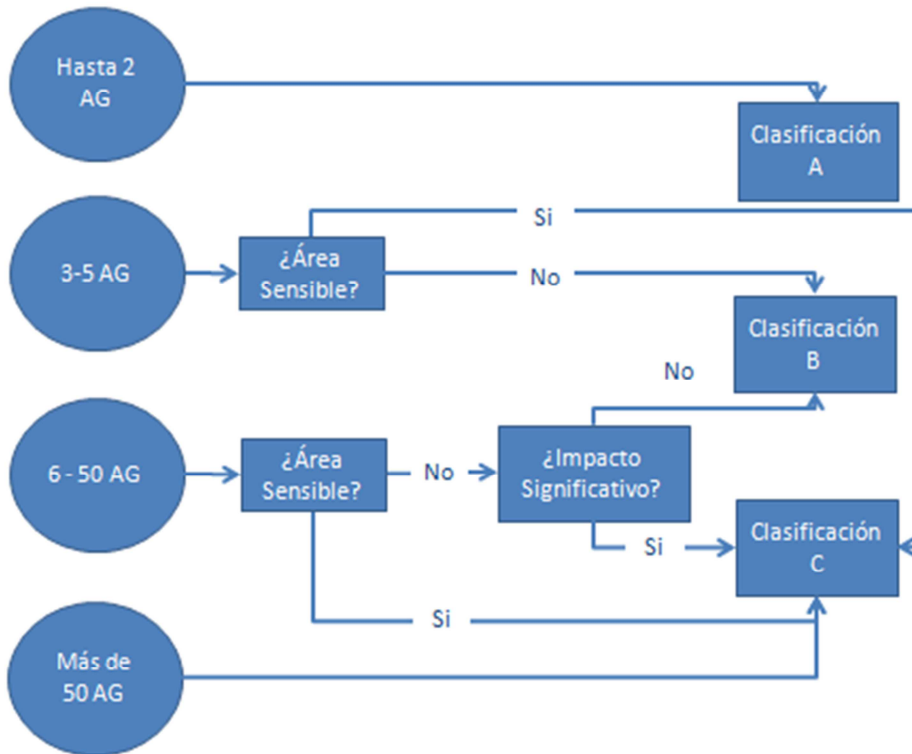 Hasta 2
AG
Clasificación
A
Si
3-5 AG
¿Área
Sensible?
No
Clasificación
B
No
6 - 50 AG
¿Área
Sensible?
No
¿Impacto
Significativo?
Si
Clasificación
C
Si
Más de
50 AG